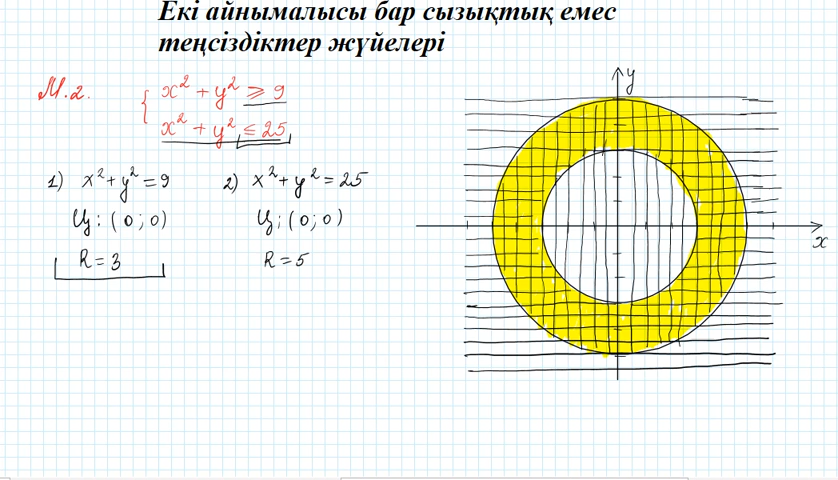 Екі айнымалысы бар сызықтық емес
теңсіздіктер жүйелері
М.2. { x² + y² ⩾ 9
x² + y² ≤ 25
1) x² + y² = 9
Ц: (0; 0)
R = 3
2) x² + y² = 25
Ц: (0; 0)
R = 5
y
x